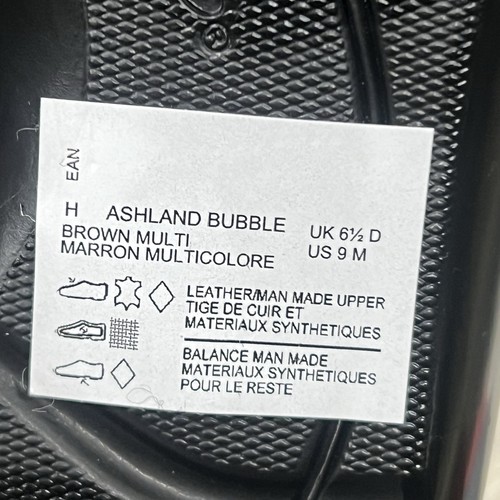 EAN
H ASHLAND BUBBLE
BROWN MULTI
MARRON MULTICOLORE
UK 6½ D
US 9 M
LEATHER/MAN MADE UPPER
TIGE DE CUIR ET
MATERIAUX SYNTHETIQUES
BALANCE MAN MADE
MATERIAUX SYNTHETIQUES
POUR LE RESTE